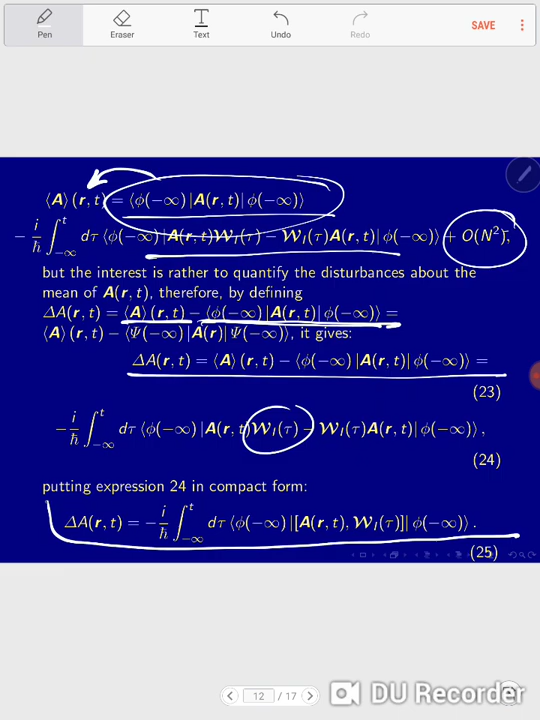 Pen Eraser Text Undo Redo SAVE
⟨A⟩ (r, t) = ⟨ϕ(−∞) |A(r, t)| ϕ(−∞)⟩
− i/ħ ∫_{−∞}^{t} dτ ⟨ϕ(−∞) |A(r, t)𝓦_I(τ) − 𝓦_I(τ)A(r, t)| ϕ(−∞)⟩ + O(N²),
but the interest is rather to quantify the disturbances about the
mean of A(r, t), therefore, by defining
ΔA(r, t) = ⟨A⟩ (r, t) − ⟨ϕ(−∞) |A(r, t)| ϕ(−∞)⟩ =
⟨A⟩ (r, t) − ⟨Ψ(−∞) |A(r)| Ψ(−∞)⟩, it gives:
ΔA(r, t) = ⟨A⟩ (r, t) − ⟨ϕ(−∞) |A(r, t)| ϕ(−∞)⟩ =
(23)
− i/ħ ∫_{−∞}^{t} dτ ⟨ϕ(−∞) |A(r, t)𝓦_I(τ) − 𝓦_I(τ)A(r, t)| ϕ(−∞)⟩ ,
(24)
putting expression 24 in compact form:
ΔA(r, t) = − i/ħ ∫_{−∞}^{t} dτ ⟨ϕ(−∞) |[A(r, t), 𝓦_I(τ)]| ϕ(−∞)⟩ .
(25)
12 / 17
DU Recorder